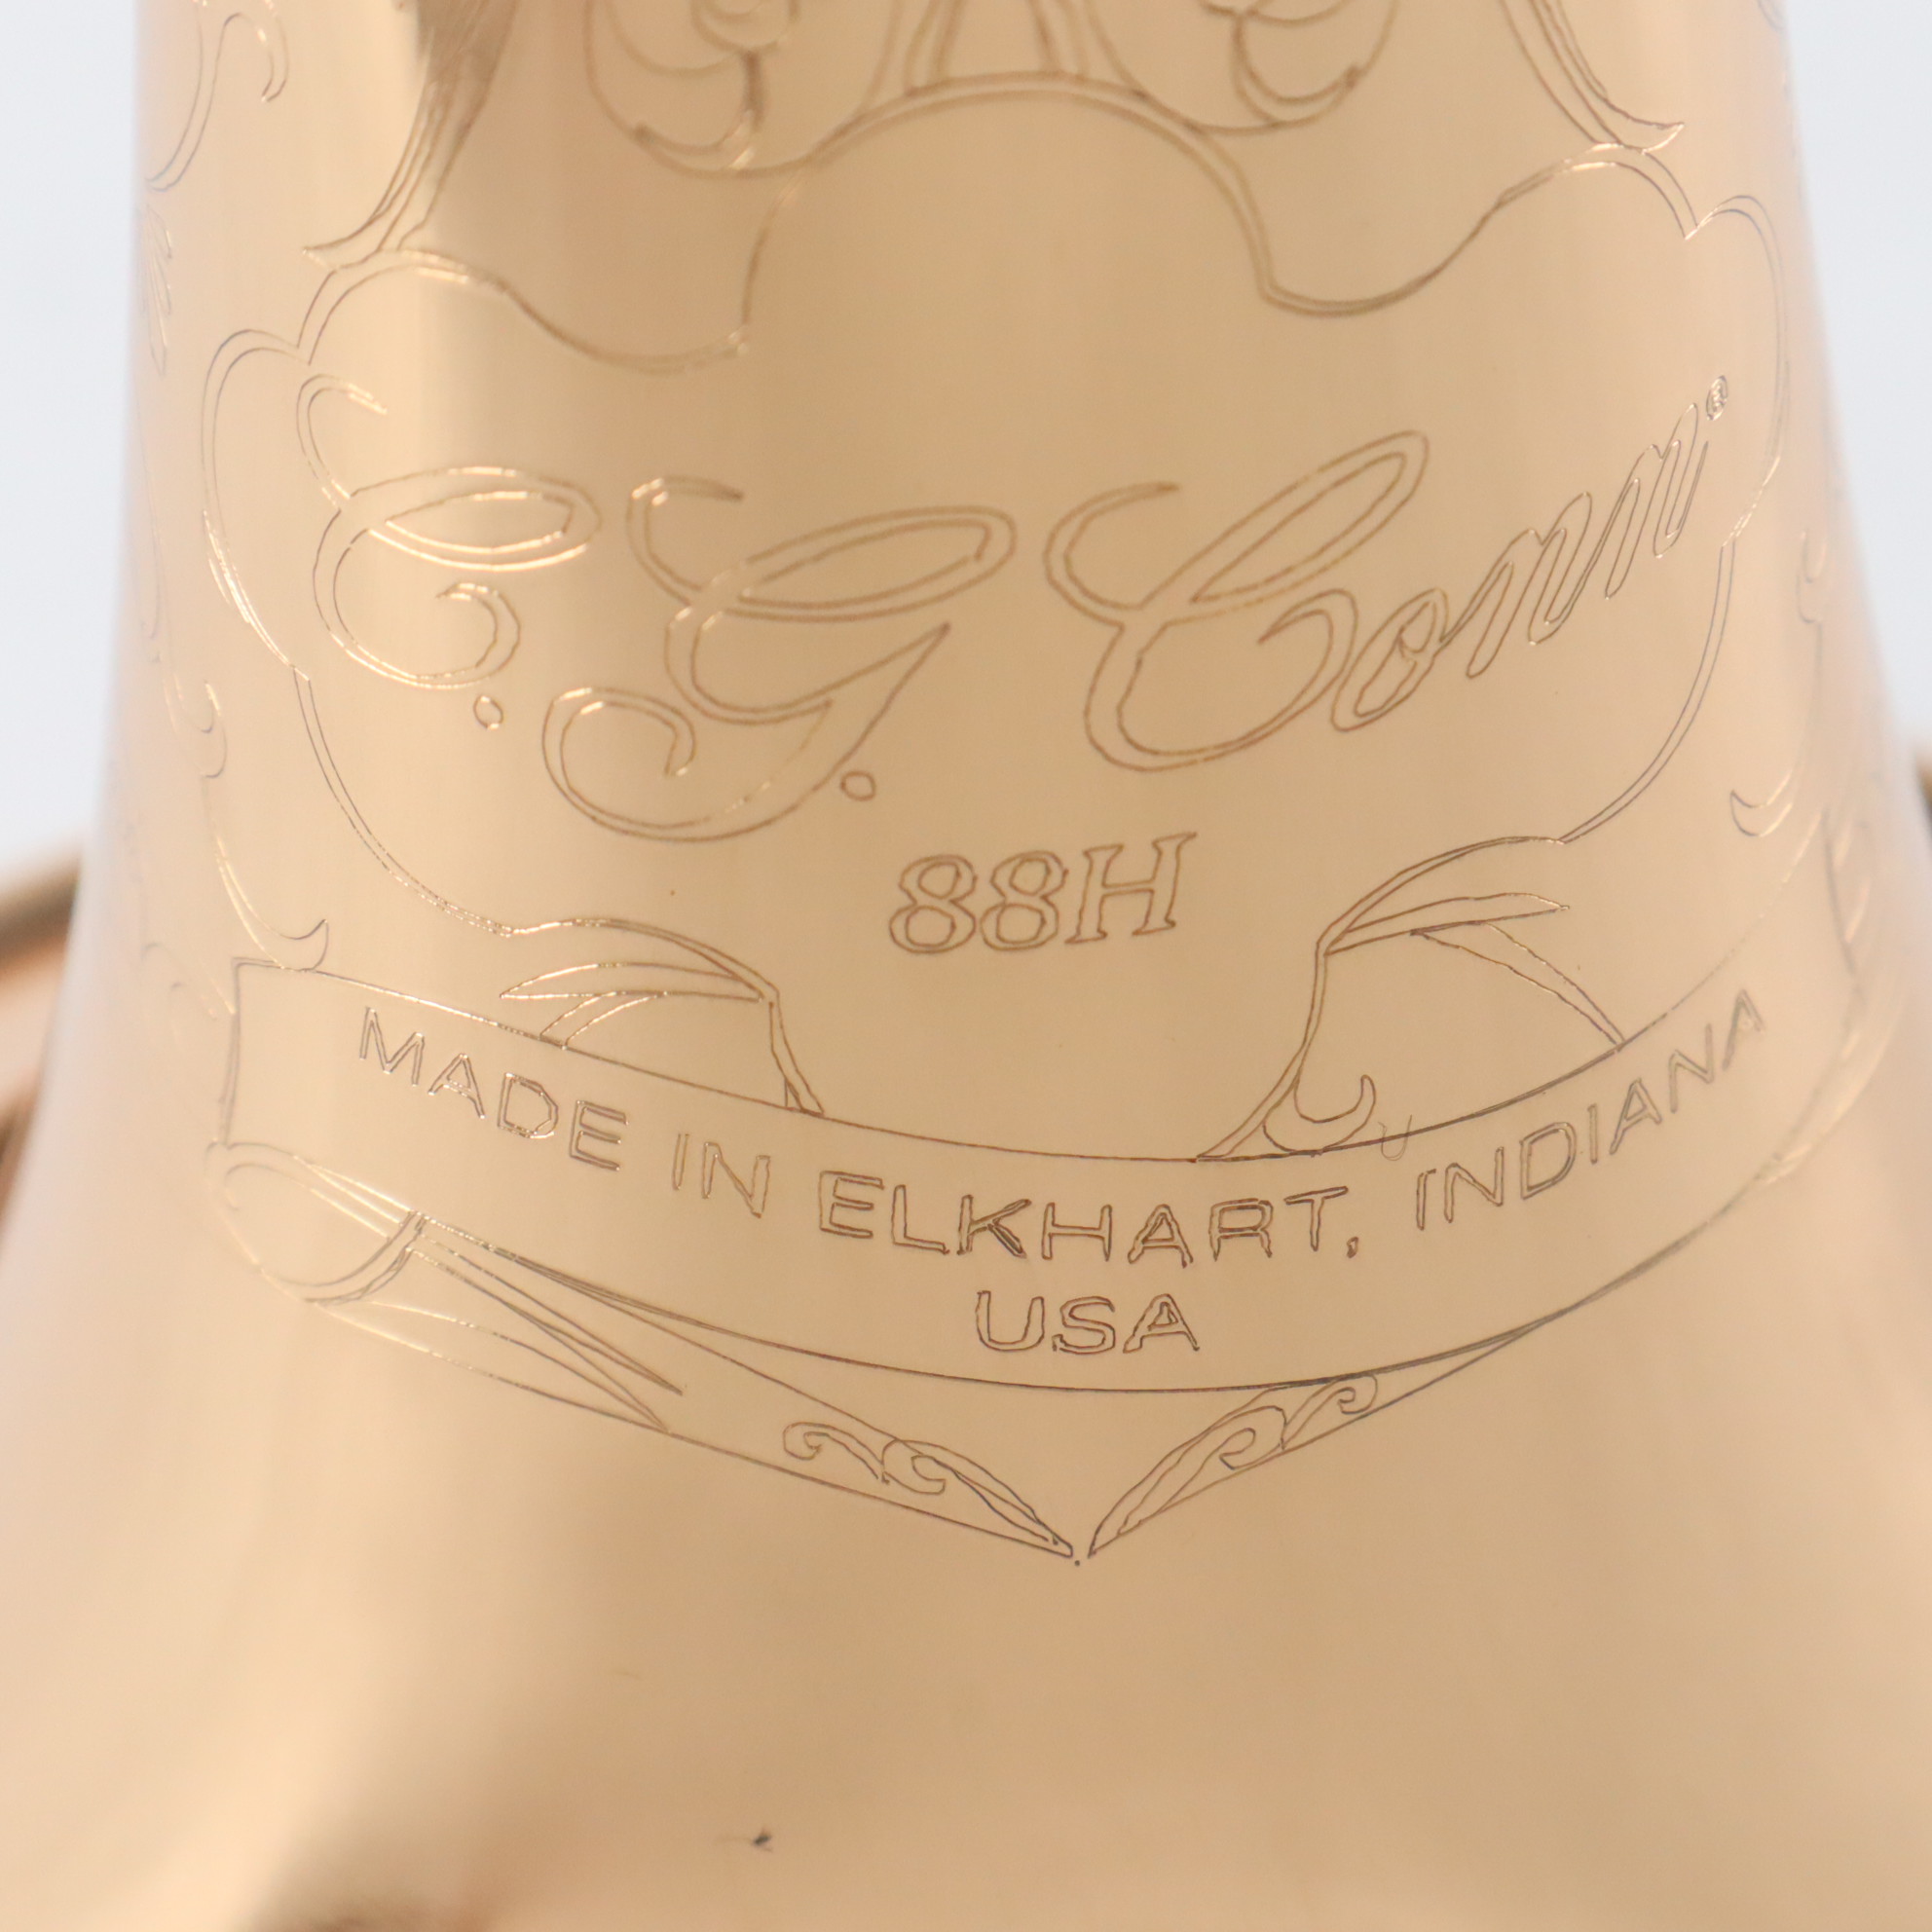 C. G. Conn®
88H
MADE IN ELKHART, INDIANA
USA